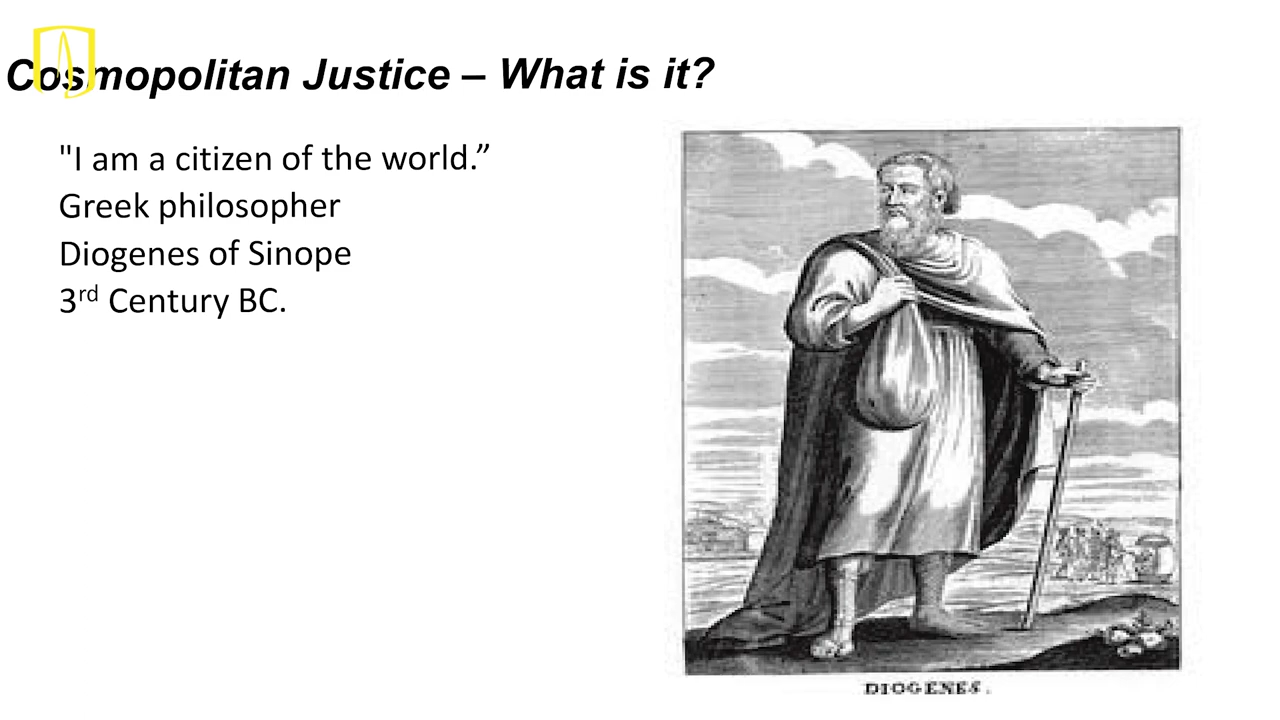 Cosmopolitan Justice – What is it?
"I am a citizen of the world.”
Greek philosopher
Diogenes of Sinope
3rd Century BC.
DIOGENES.